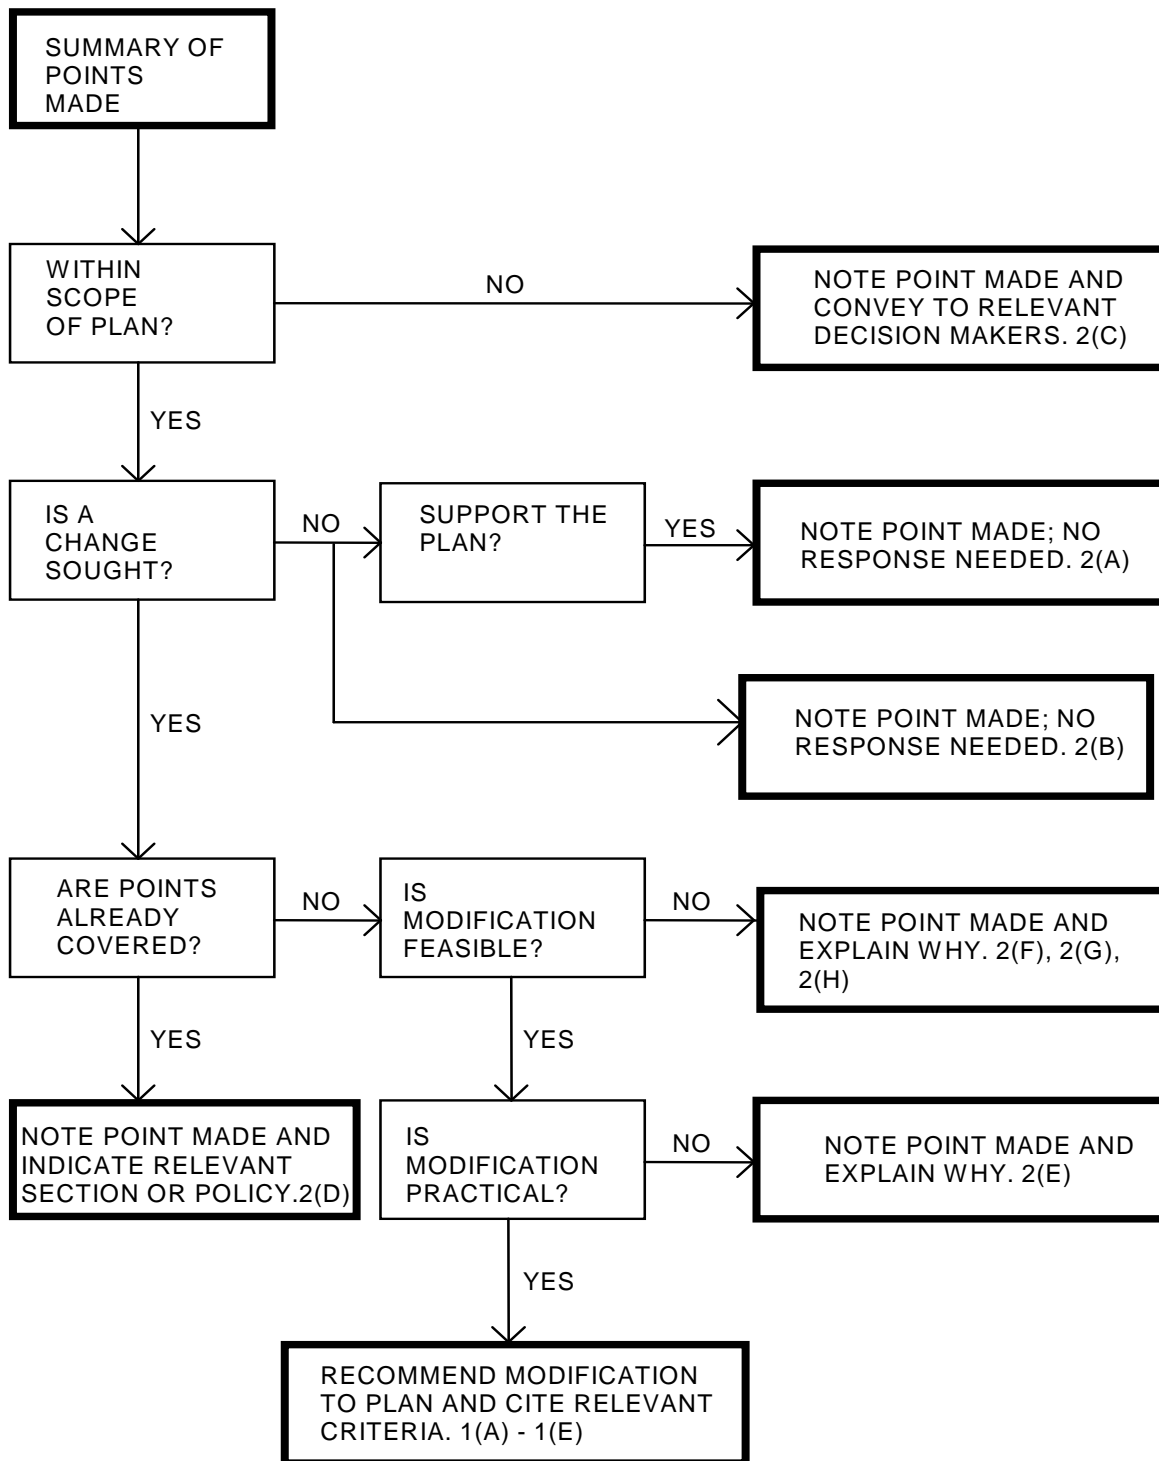 SUMMARY OF
POINTS
MADE
WITHIN
SCOPE
OF PLAN?
NO
NOTE POINT MADE AND
CONVEY TO RELEVANT
DECISION MAKERS. 2(C)
YES
IS A
CHANGE
SOUGHT?
NO
SUPPORT THE
PLAN?
YES
NOTE POINT MADE; NO
RESPONSE NEEDED. 2(A)
YES
NOTE POINT MADE; NO
RESPONSE NEEDED. 2(B)
ARE POINTS
ALREADY
COVERED?
NO
IS
MODIFICATION
FEASIBLE?
NO
NOTE POINT MADE AND
EXPLAIN WHY. 2(F), 2(G),
2(H)
YES
YES
NOTE POINT MADE AND
INDICATE RELEVANT
SECTION OR POLICY.2(D)
IS
MODIFICATION
PRACTICAL?
NO
NOTE POINT MADE AND
EXPLAIN WHY. 2(E)
YES
RECOMMEND MODIFICATION
TO PLAN AND CITE RELEVANT
CRITERIA. 1(A) - 1(E)